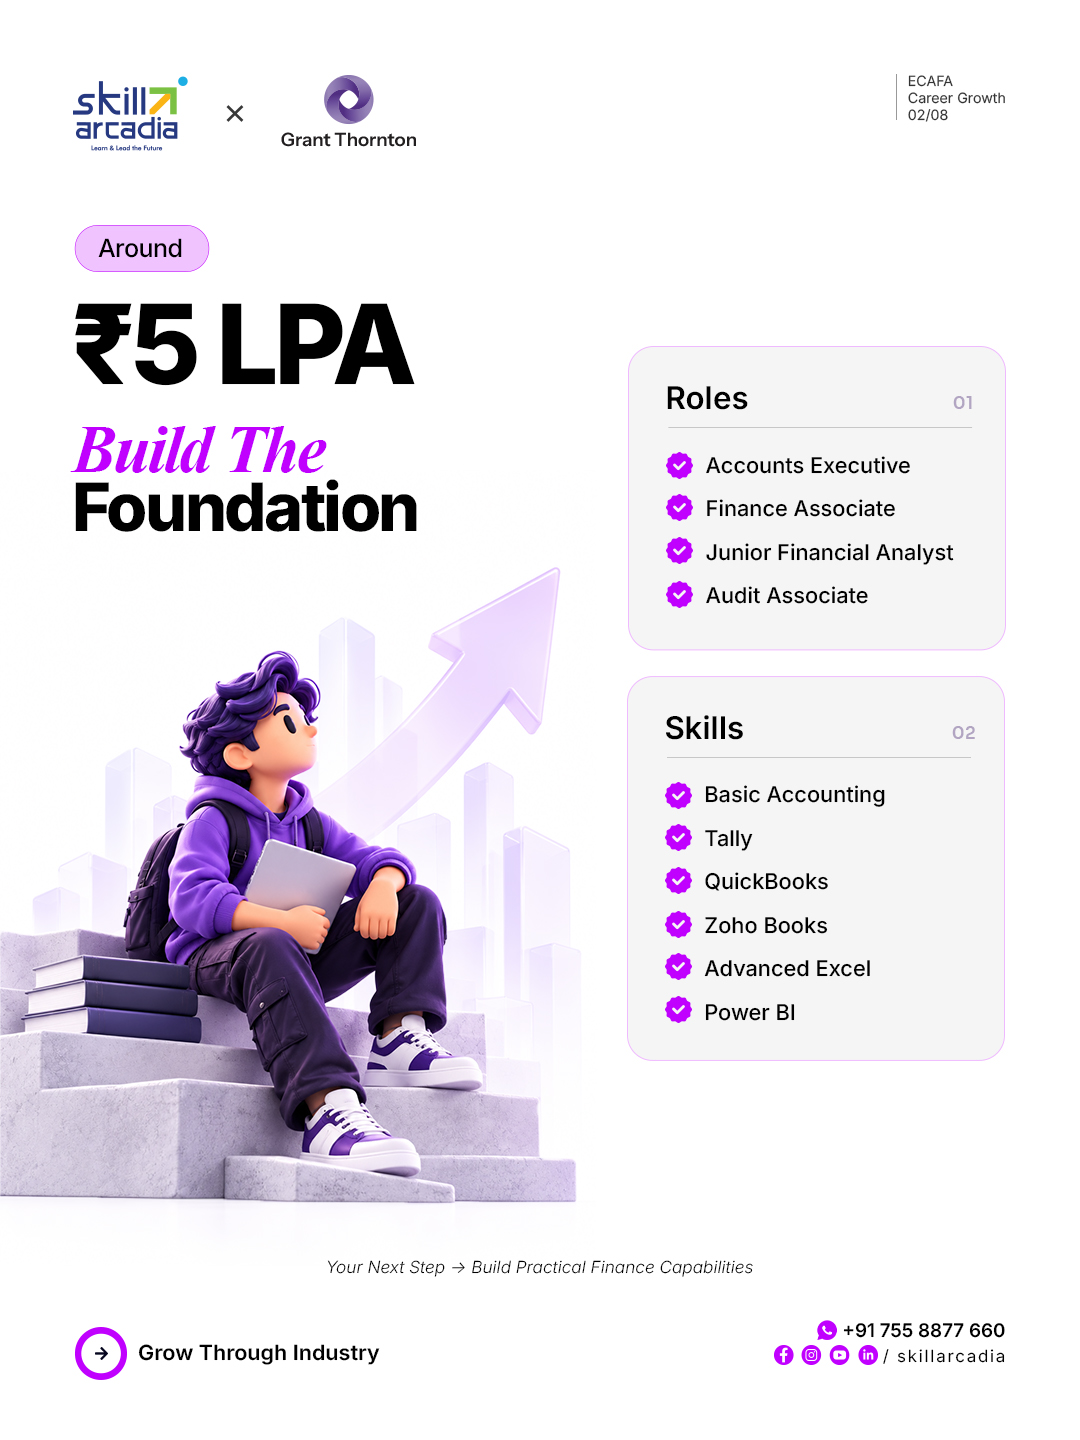 skill
arcadia
Learn & Lead the Future
×
Grant Thornton
ECAFA
Career Growth
02/08
Around
₹5 LPA
Build The
Foundation
Roles 01
Accounts Executive
Finance Associate
Junior Financial Analyst
Audit Associate
Skills 02
Basic Accounting
Tally
QuickBooks
Zoho Books
Advanced Excel
Power BI
Your Next Step → Build Practical Finance Capabilities
Grow Through Industry
+91 755 8877 660
/ skillarcadia